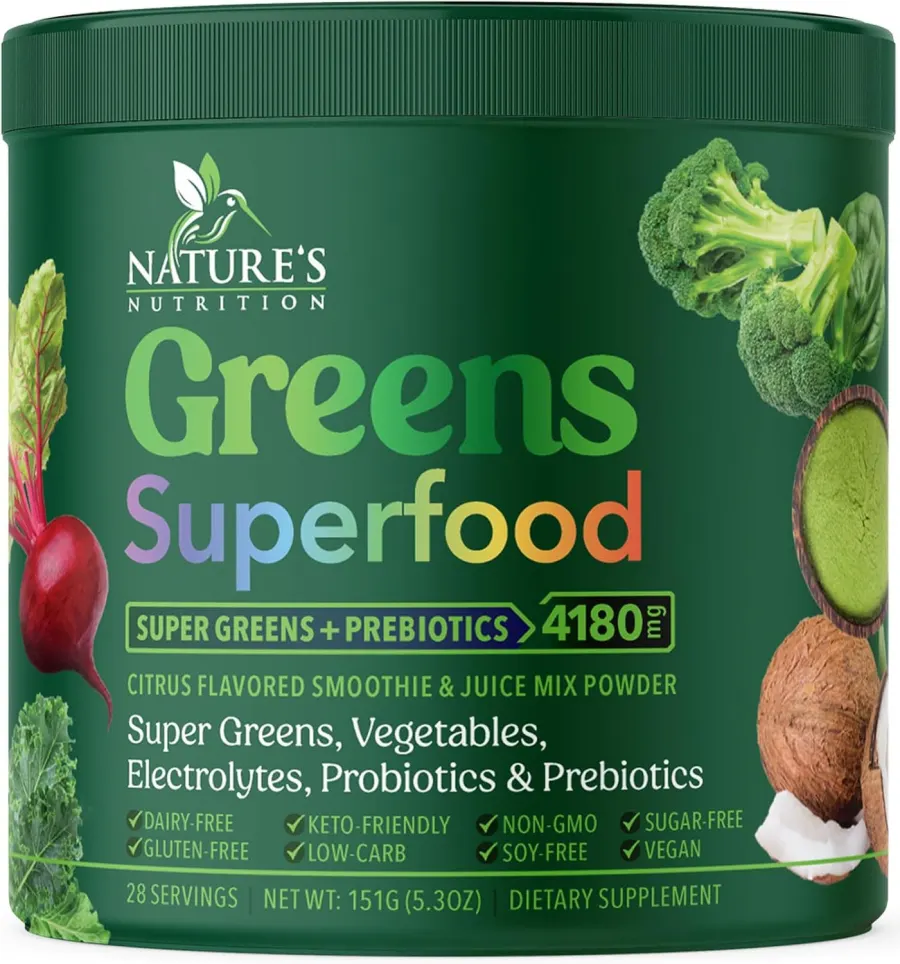 NATURE'S
NUTRITION
Greens
Superfood
SUPER GREENS + PREBIOTICS 4180 mg
CITRUS FLAVORED SMOOTHIE & JUICE MIX POWDER
Super Greens, Vegetables,
Electrolytes, Probiotics & Prebiotics
DAIRY-FREE KETO-FRIENDLY NON-GMO SUGAR-FREE
GLUTEN-FREE LOW-CARB SOY-FREE VEGAN
28 SERVINGS | NET WT: 151G (5.3OZ) | DIETARY SUPPLEMENT